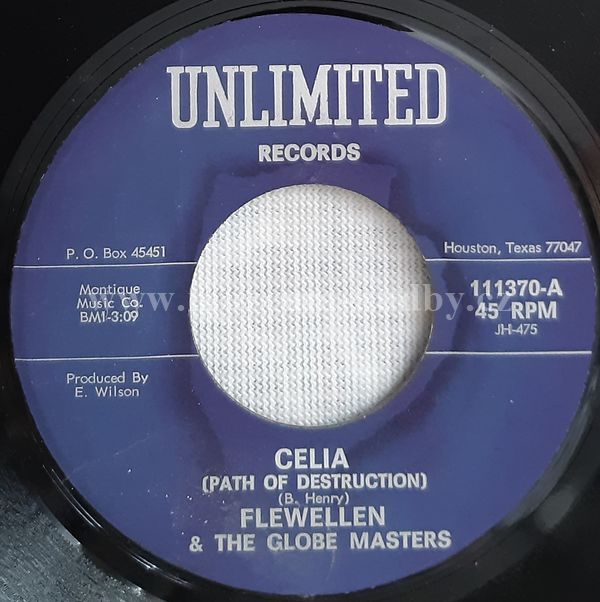 UNLIMITED
RECORDS
P. O. Box 45451
Houston, Texas 77047
Montique
Music Co.
BMI-3:09
111370-A
45 RPM
JH-475
Produced By
E. Wilson
CELIA
(PATH OF DESTRUCTION)
(B. Henry)
FLEWELLEN
& THE GLOBE MASTERS